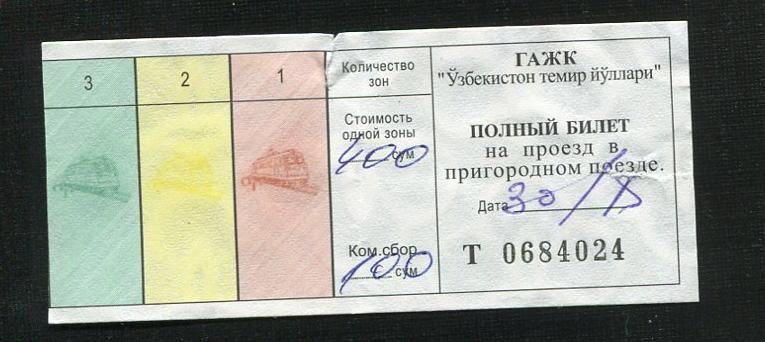 3
2
1
Количество
зон
Стоимость
одной зоны
400 сум
Ком.сбор
100 сум
ГАЖК
"Ўзбекистон темир йўллари"
ПОЛНЫЙ БИЛЕТ
на проезд в
пригородном поезде.
Дата 30/X
Т 0684024